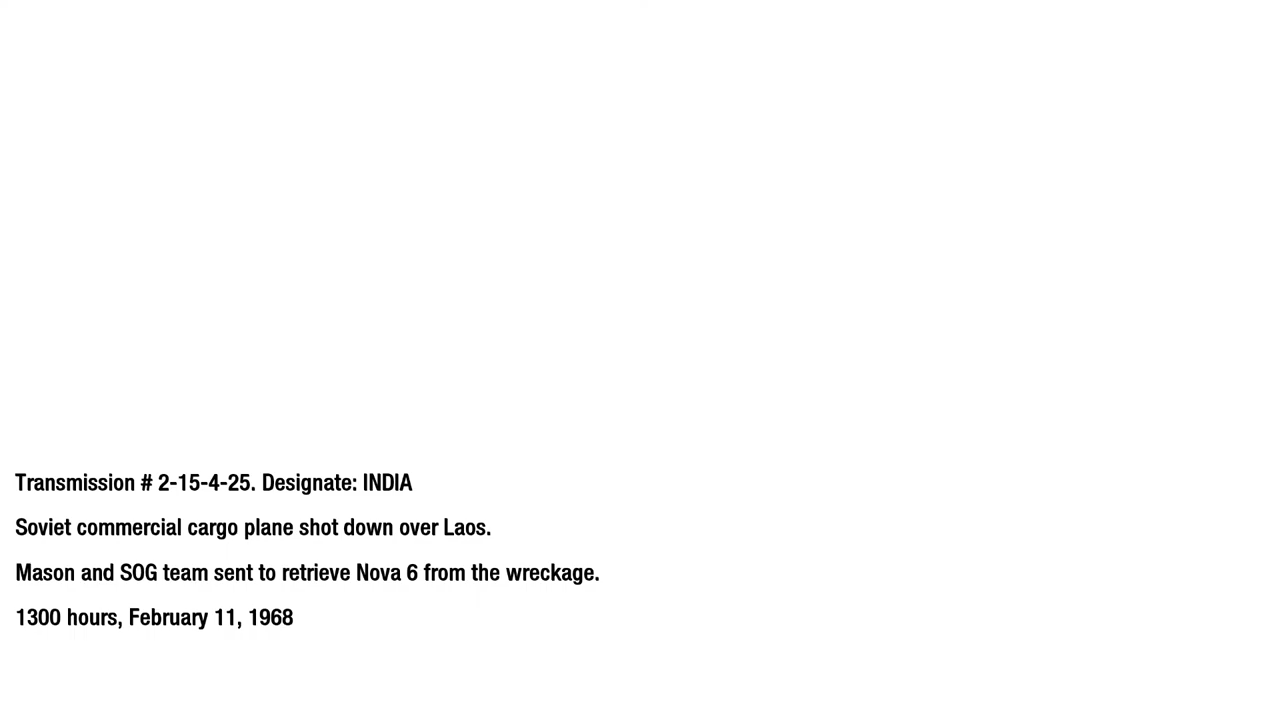 Transmission # 2-15-4-25. Designate: INDIA
Soviet commercial cargo plane shot down over Laos.
Mason and SOG team sent to retrieve Nova 6 from the wreckage.
1300 hours, February 11, 1968